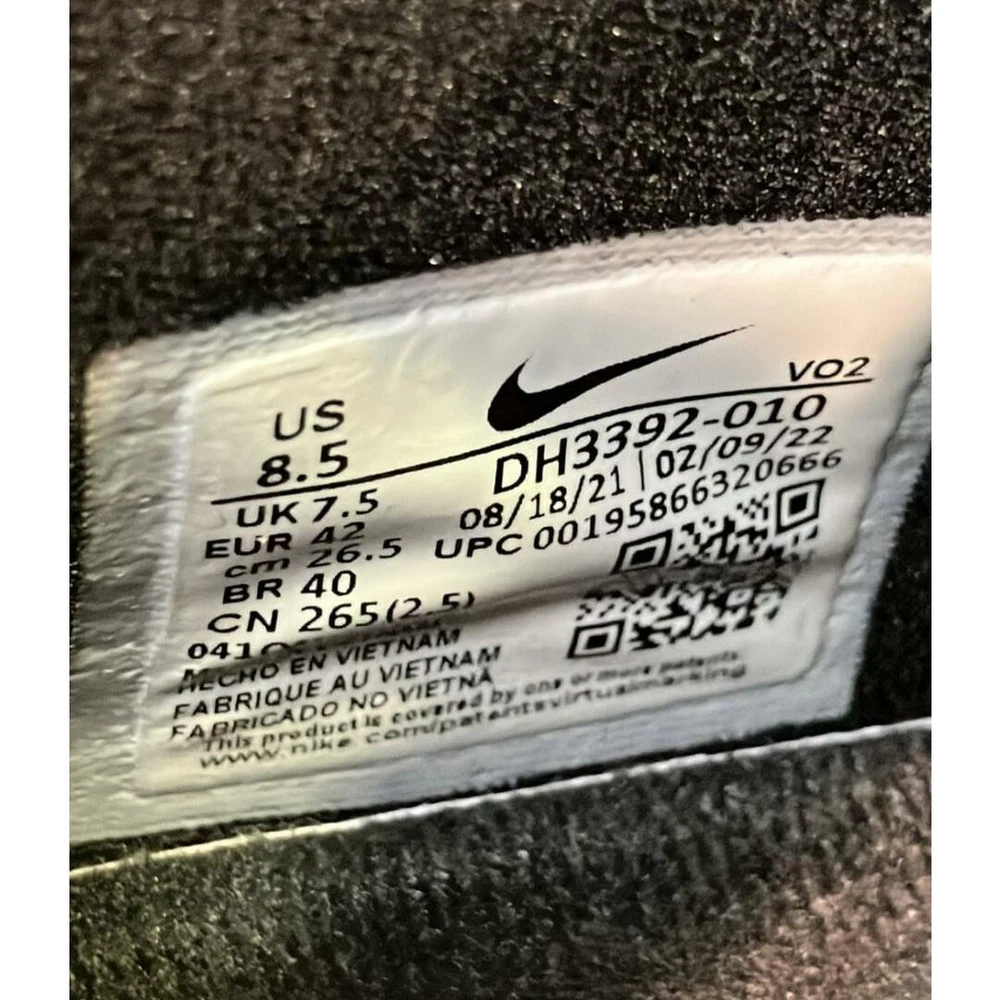 VO2
US
8.5
DH3392-010
08/18/21 | 02/09/22
UPC 00195866320666
UK 7.5
EUR 42
cm 26.5
BR 40
CN 265(2.5)
HECHO EN VIETNAM
FABRIQUE AU VIETNAM
FABRICADO NO VIETNÃ
This product is covered by one or more patents.
www.nike.com/patentsvirtualmarking